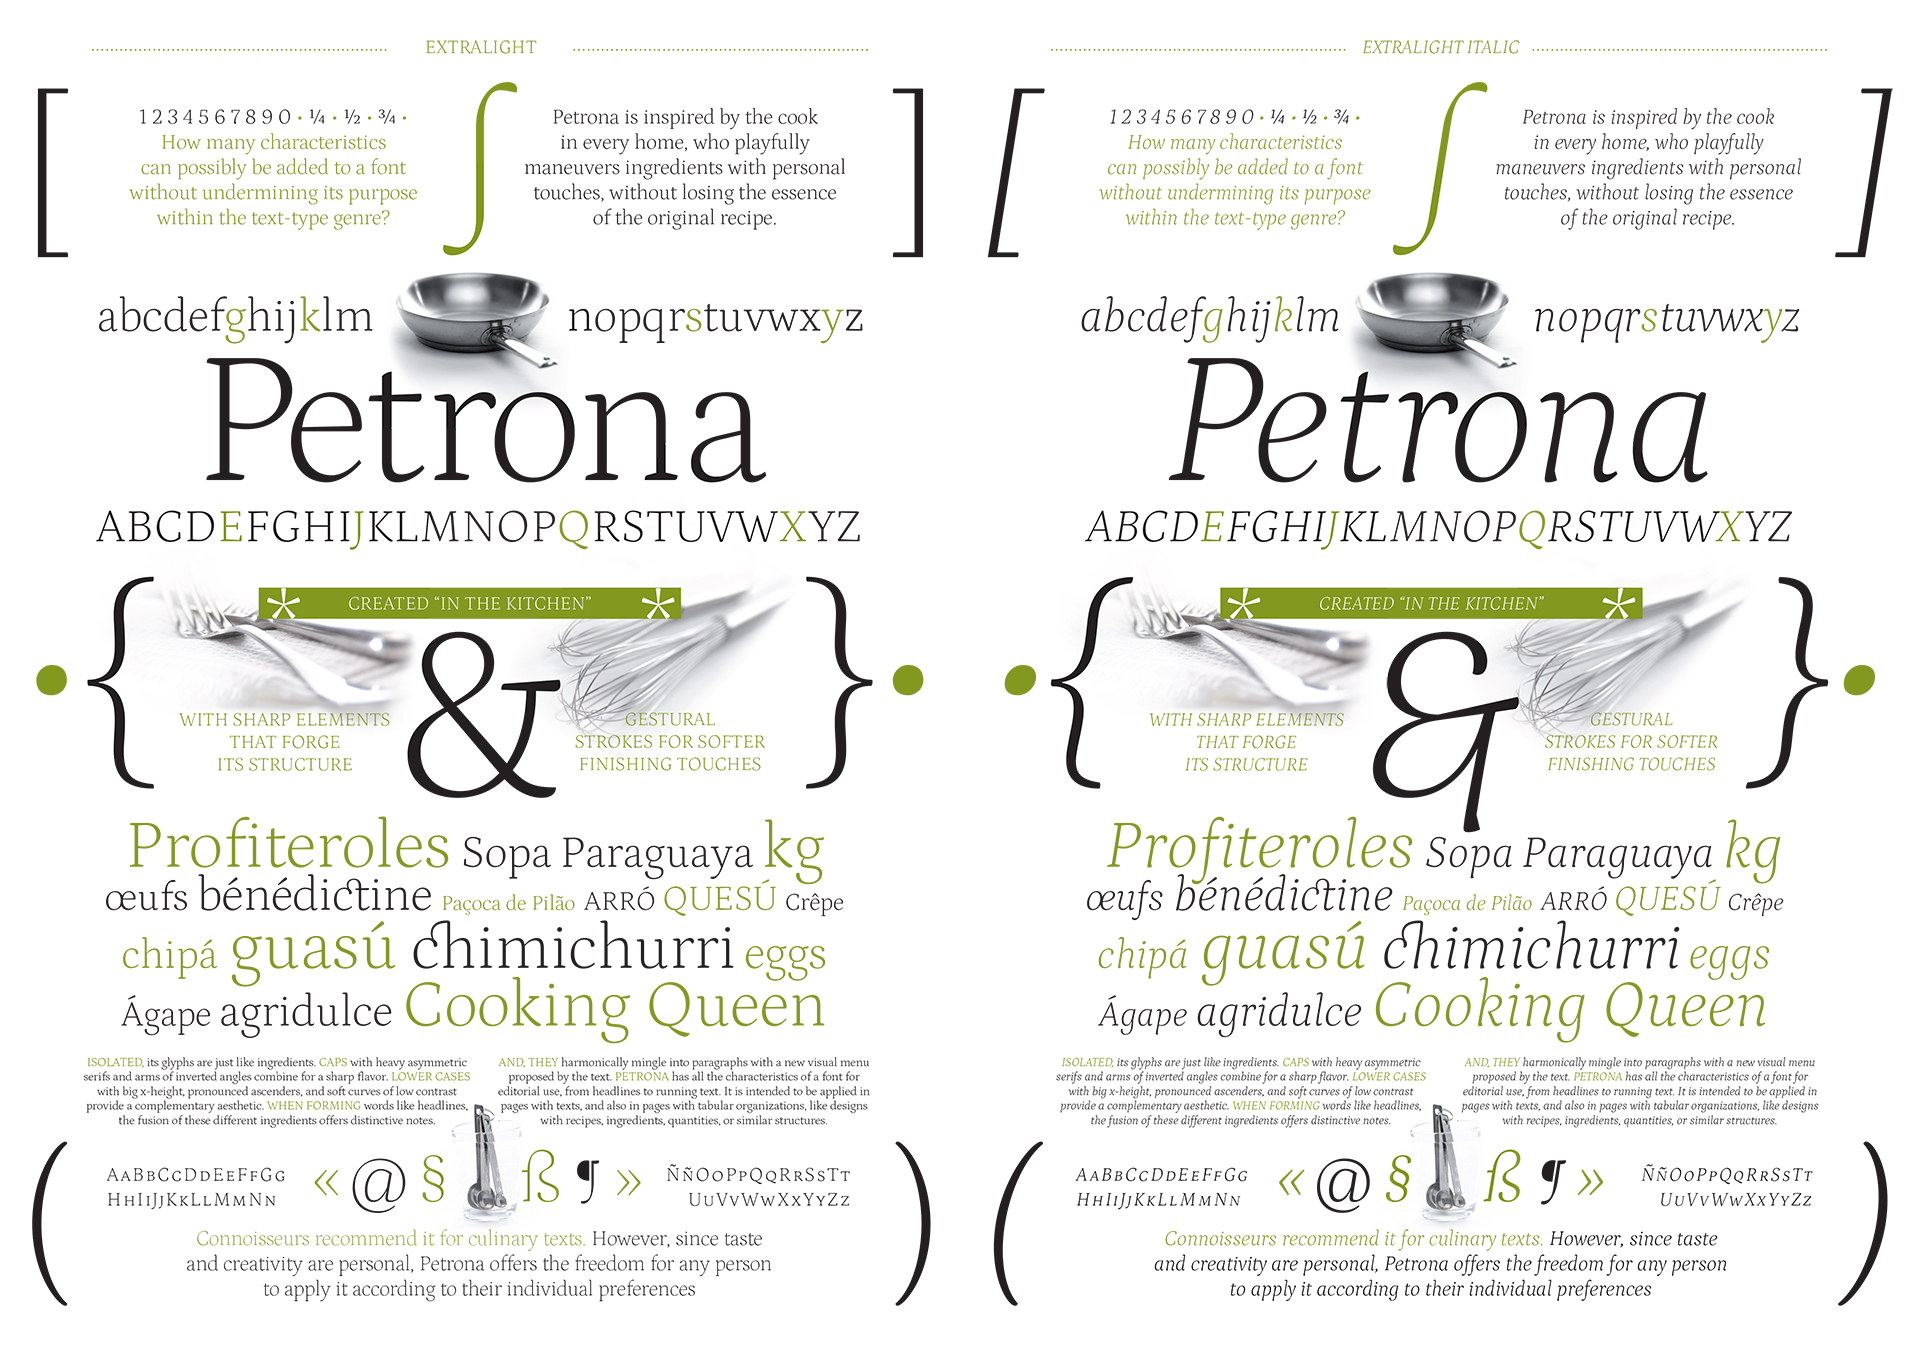 EXTRALIGHT
[
1 2 3 4 5 6 7 8 9 0 • ¼ • ½ • ¾ •
How many characteristics
can possibly be added to a font
without undermining its purpose
within the text-type genre?
∫
Petrona is inspired by the cook
in every home, who playfully
maneuvers ingredients with personal
touches, without losing the essence
of the original recipe.
]
abcdefghijklm nopqrstuvwxyz
Petrona
ABCDEFGHIJKLMNOPQRSTUVWXYZ
{
* CREATED “IN THE KITCHEN” *
• & •
WITH SHARP ELEMENTS
THAT FORGE
ITS STRUCTURE
GESTURAL
STROKES FOR SOFTER
FINISHING TOUCHES
}
Profiteroles Sopa Paraguaya kg
œufs bénédictine Paçoca de Pilão ARRÓ QUESÚ Crêpe
chipá guasú chimichurri eggs
Ágape agridulce Cooking Queen
ISOLATED, its glyphs are just like ingredients. CAPS with heavy asymmetric
serifs and arms of inverted angles combine for a sharp flavor. LOWER CASES
with big x-height, pronounced ascenders, and soft curves of low contrast
provide a complementary aesthetic. WHEN FORMING words like headlines,
the fusion of these different ingredients offers distinctive notes.
AND, THEY harmonically mingle into paragraphs with a new visual menu
proposed by the text. PETRONA has all the characteristics of a font for
editorial use, from headlines to running text. It is intended to be applied in
pages with texts, and also in pages with tabular organizations, like designs
with recipes, ingredients, quantities, or similar structures.
(
AABBCCDDEEFFGG
HHIIJJKKLLMMNN
« @ § ß ¶ »
ÑÑOOPPQQRRSSTT
UUVVWWXXYYZZ
Connoisseurs recommend it for culinary texts. However, since taste
and creativity are personal, Petrona offers the freedom for any person
to apply it according to their individual preferences
)
EXTRALIGHT ITALIC
[
1 2 3 4 5 6 7 8 9 0 • ¼ • ½ • ¾ •
How many characteristics
can possibly be added to a font
without undermining its purpose
within the text-type genre?
∫
Petrona is inspired by the cook
in every home, who playfully
maneuvers ingredients with personal
touches, without losing the essence
of the original recipe.
]
abcdefghijklm nopqrstuvwxyz
Petrona
ABCDEFGHIJKLMNOPQRSTUVWXYZ
{
* CREATED “IN THE KITCHEN” *
• & •
WITH SHARP ELEMENTS
THAT FORGE
ITS STRUCTURE
GESTURAL
STROKES FOR SOFTER
FINISHING TOUCHES
}
Profiteroles Sopa Paraguaya kg
œufs bénédictine Paçoca de Pilão ARRÓ QUESÚ Crêpe
chipá guasú chimichurri eggs
Ágape agridulce Cooking Queen
ISOLATED, its glyphs are just like ingredients. CAPS with heavy asymmetric
serifs and arms of inverted angles combine for a sharp flavor. LOWER CASES
with big x-height, pronounced ascenders, and soft curves of low contrast
provide a complementary aesthetic. WHEN FORMING words like headlines,
the fusion of these different ingredients offers distinctive notes.
AND, THEY harmonically mingle into paragraphs with a new visual menu
proposed by the text. PETRONA has all the characteristics of a font for
editorial use, from headlines to running text. It is intended to be applied in
pages with texts, and also in pages with tabular organizations, like designs
with recipes, ingredients, quantities, or similar structures.
(
AABBCCDDEEFFGG
HHIIJJKKLLMMNN
« @ § ß ¶ »
ÑÑOOPPQQRRSSTT
UUVVWWXXYYZZ
Connoisseurs recommend it for culinary texts. However, since taste
and creativity are personal, Petrona offers the freedom for any person
to apply it according to their individual preferences
)